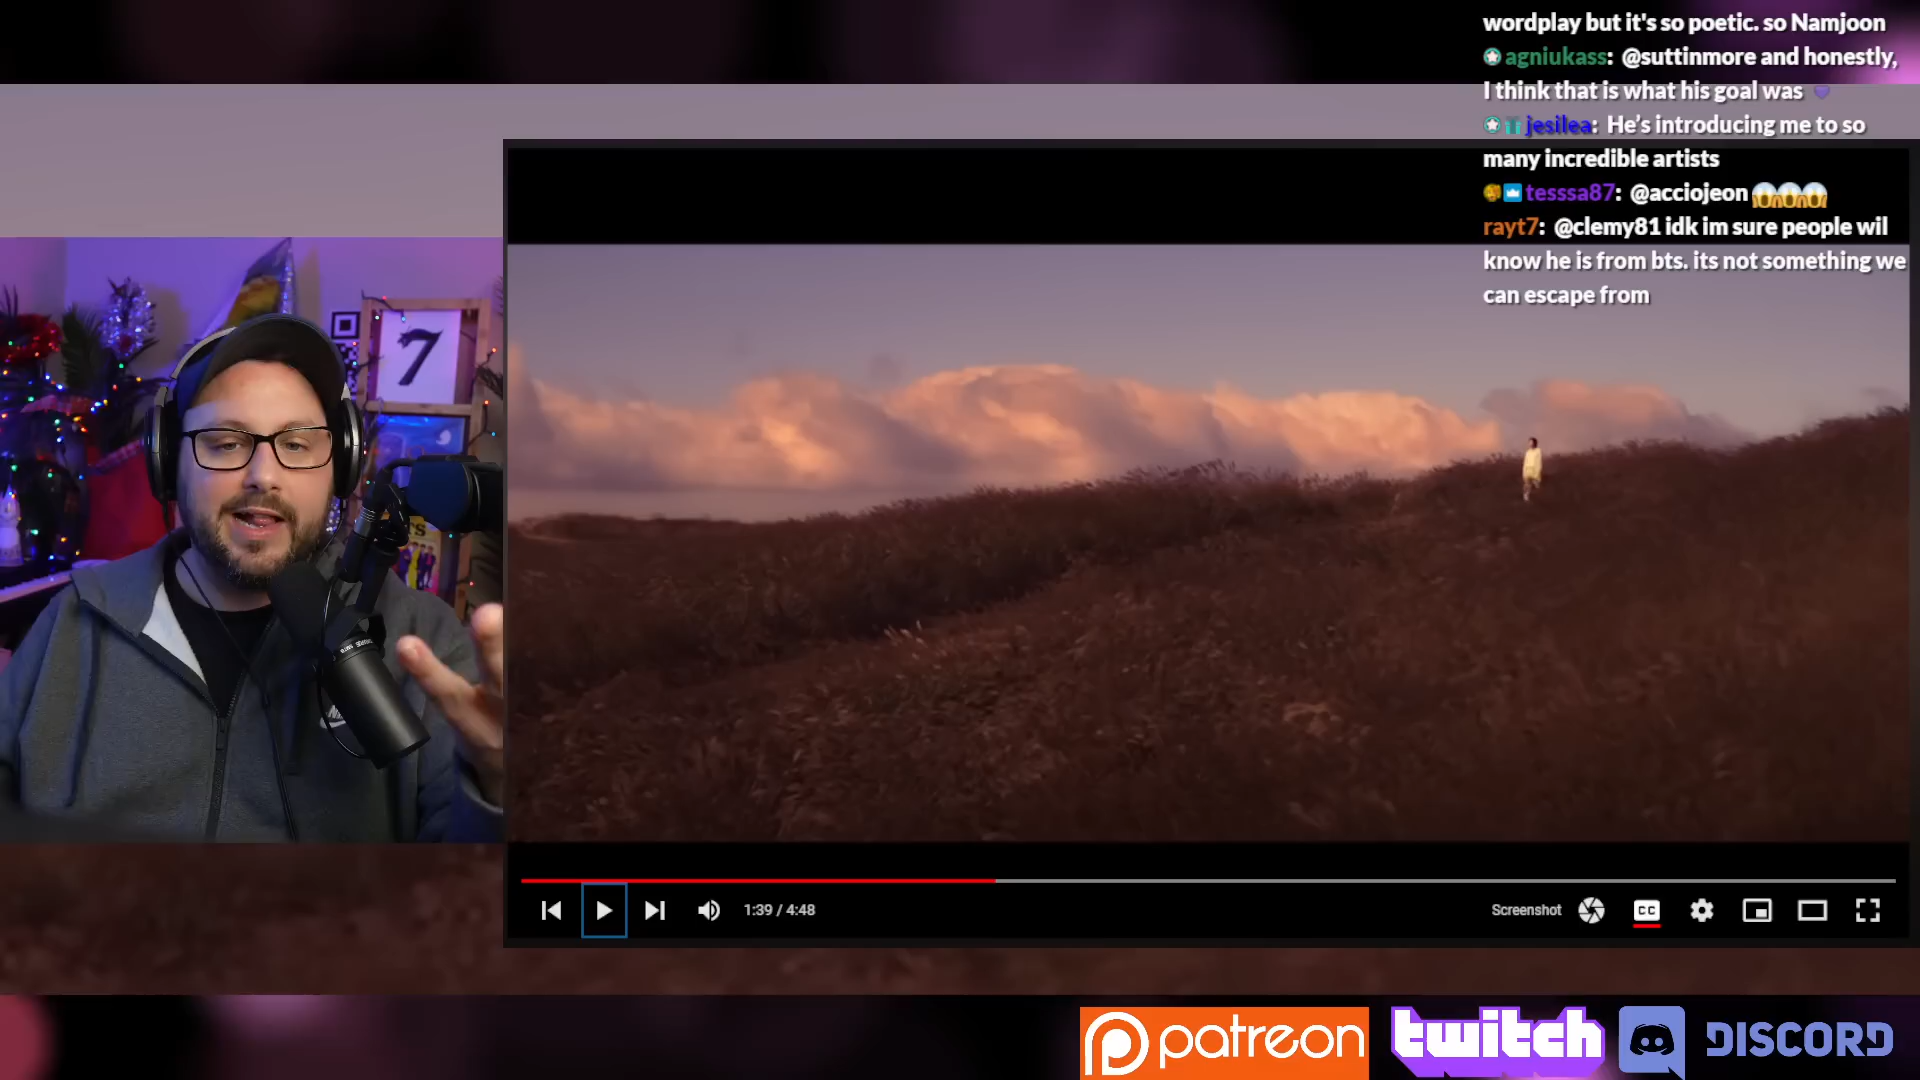 wordplay but it's so poetic. so Namjoon
agniukass: @suttinmore and honestly,
I think that is what his goal was
jesilea: He's introducing me to so
many incredible artists
tesssa87: @acciojeon
rayt7: @clemy81 idk im sure people wil
know he is from bts. its not something we
can escape from
7
1:39 / 4:48
Screenshot
CC
patreon
twitch
DISCORD